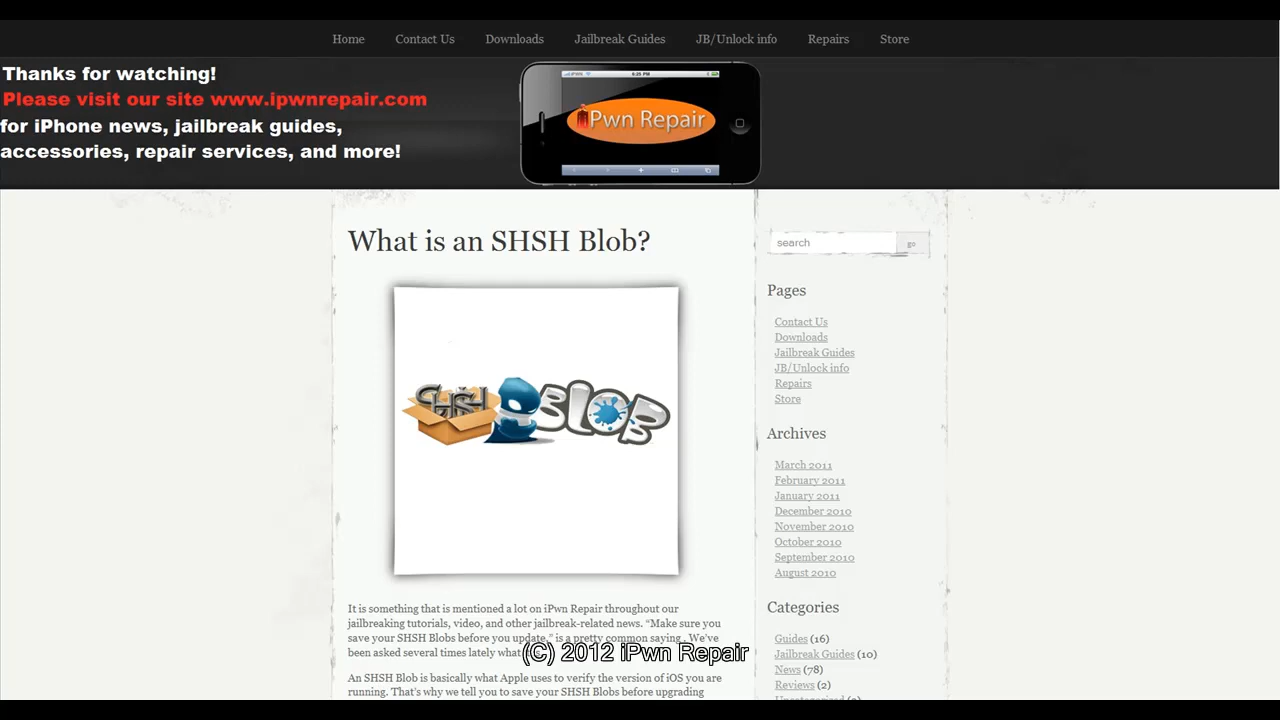 Home Contact Us Downloads Jailbreak Guides JB/Unlock info Repairs Store
Thanks for watching!
Please visit our site www.ipwnrepair.com
for iPhone news, jailbreak guides,
accessories, repair services, and more!
iPWN 6:25 PM
iPwn Repair
What is an SHSH Blob?
SHSH BLOB
It is something that is mentioned a lot on iPwn Repair throughout our
jailbreaking tutorials, video, and other jailbreak-related news. “Make sure you
save your SHSH Blobs before you update,” is a pretty common saying . We’ve
been asked several times lately what
An SHSH Blob is basically what Apple uses to verify the version of iOS you are
running. That’s why we tell you to save your SHSH Blobs before upgrading
(C) 2012 iPwn Repair
search go
Pages
Contact Us
Downloads
Jailbreak Guides
JB/Unlock info
Repairs
Store
Archives
March 2011
February 2011
January 2011
December 2010
November 2010
October 2010
September 2010
August 2010
Categories
Guides (16)
Jailbreak Guides (10)
News (78)
Reviews (2)